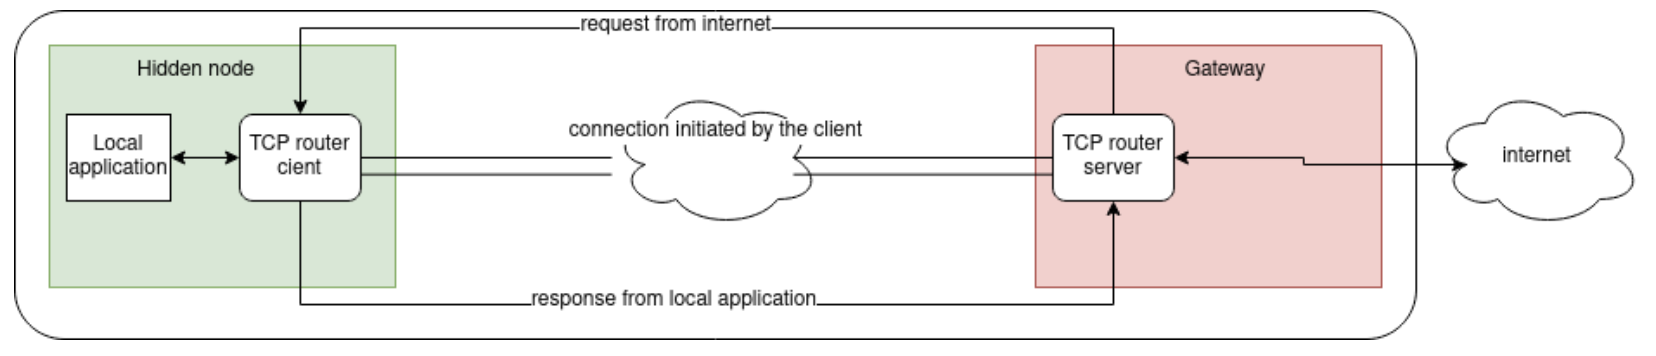 request from internet
Hidden node
Gateway
Local
application
TCP router
cient
connection initiated by the client
TCP router
server
internet
response from local application